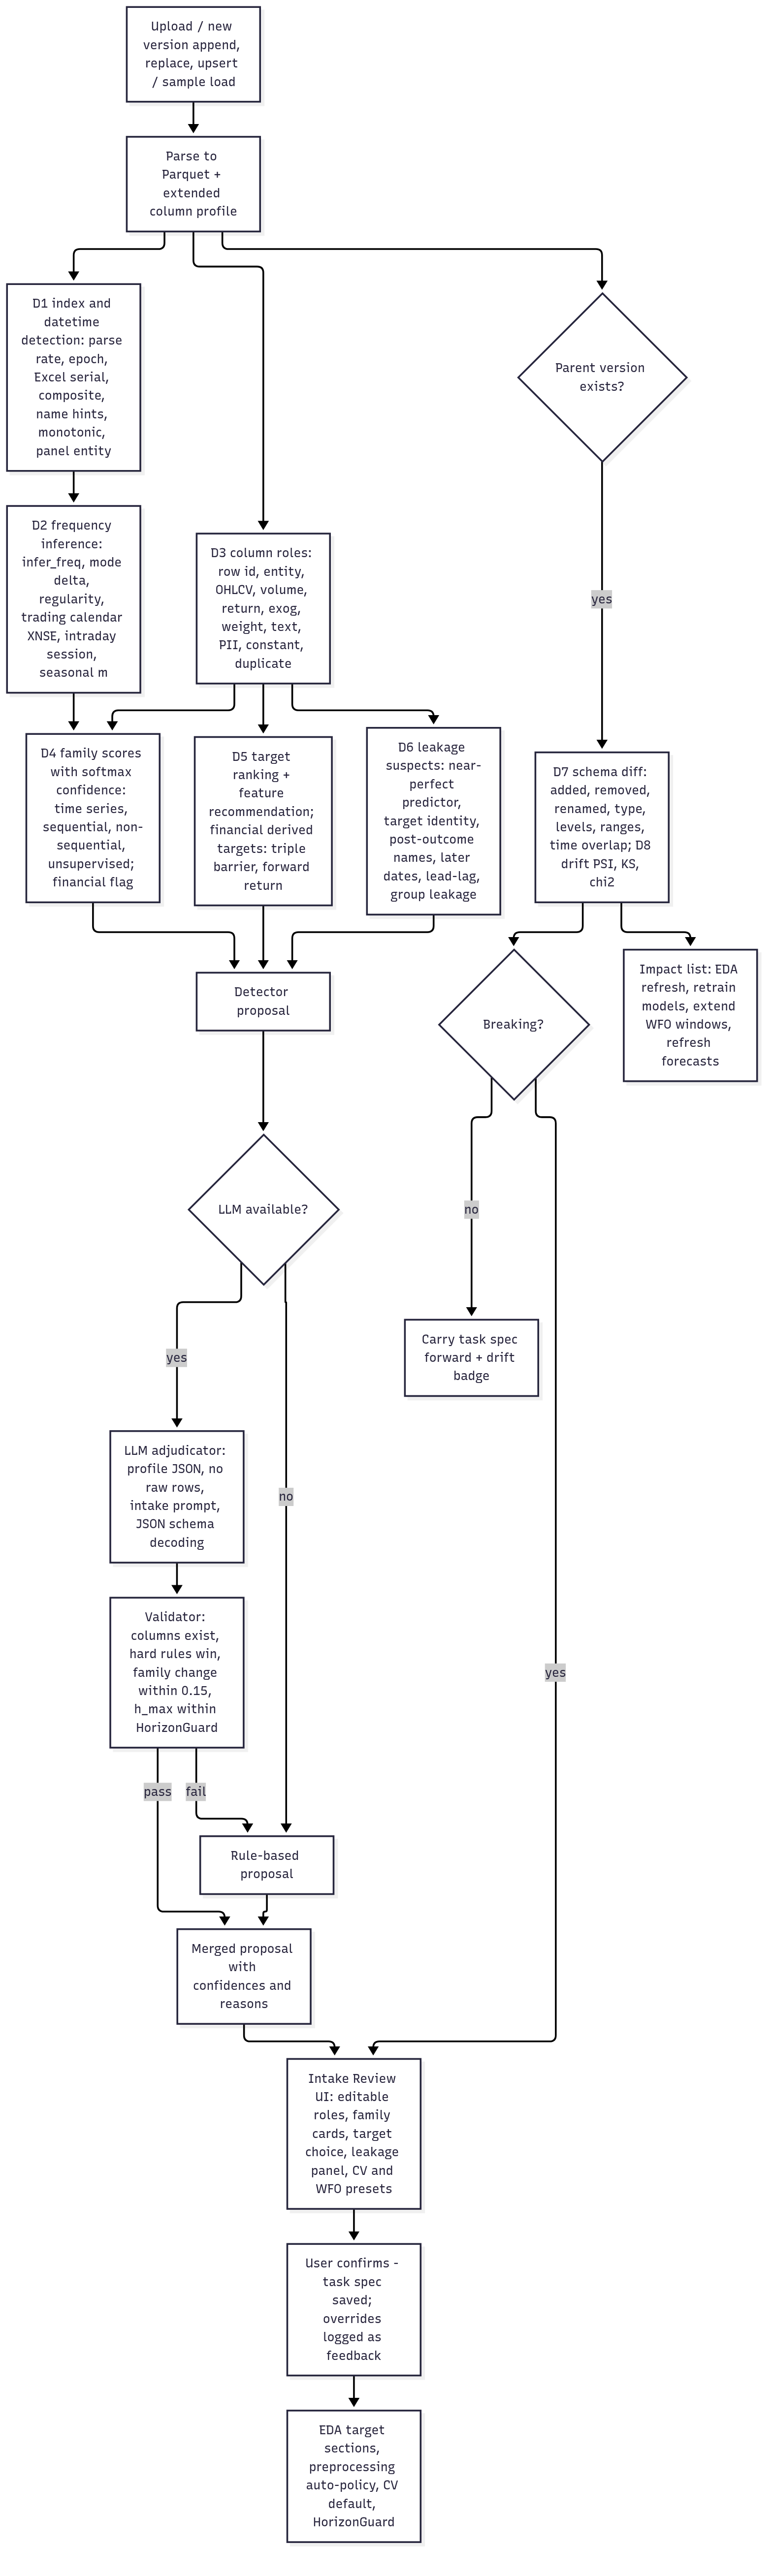 Upload / new
version append,
replace, upsert
/ sample load
Parse to
Parquet +
extended
column profile
D1 index and
datetime
detection: parse
rate, epoch,
Excel serial,
composite,
name hints,
monotonic,
panel entity
Parent version
exists?
D2 frequency
inference:
infer_freq, mode
delta,
regularity,
trading calendar
XNSE, intraday
session,
seasonal m
D3 column roles:
row id, entity,
OHLCV, volume,
return, exog,
weight, text,
PII, constant,
duplicate
yes
D4 family scores
with softmax
confidence:
time series,
sequential, non-
sequential,
unsupervised;
financial flag
D5 target
ranking +
feature
recommendation;
financial derived
targets: triple
barrier, forward
return
D6 leakage
suspects: near-
perfect
predictor,
target identity,
post-outcome
names, later
dates, lead-lag,
group leakage
D7 schema diff:
added, removed,
renamed, type,
levels, ranges,
time overlap; D8
drift PSI, KS,
chi2
Detector
proposal
Breaking?
Impact list: EDA
refresh, retrain
models, extend
WFO windows,
refresh
forecasts
LLM available?
no
Carry task spec
forward + drift
badge
yes
LLM adjudicator:
profile JSON, no
raw rows,
intake prompt,
JSON schema
decoding
no
Validator:
columns exist,
hard rules win,
family change
within 0.15,
h_max within
HorizonGuard
yes
pass
fail
Rule-based
proposal
Merged proposal
with
confidences and
reasons
Intake Review
UI: editable
roles, family
cards, target
choice, leakage
panel, CV and
WFO presets
User confirms -
task spec
saved;
overrides
logged as
feedback
EDA target
sections,
preprocessing
auto-policy, CV
default,
HorizonGuard